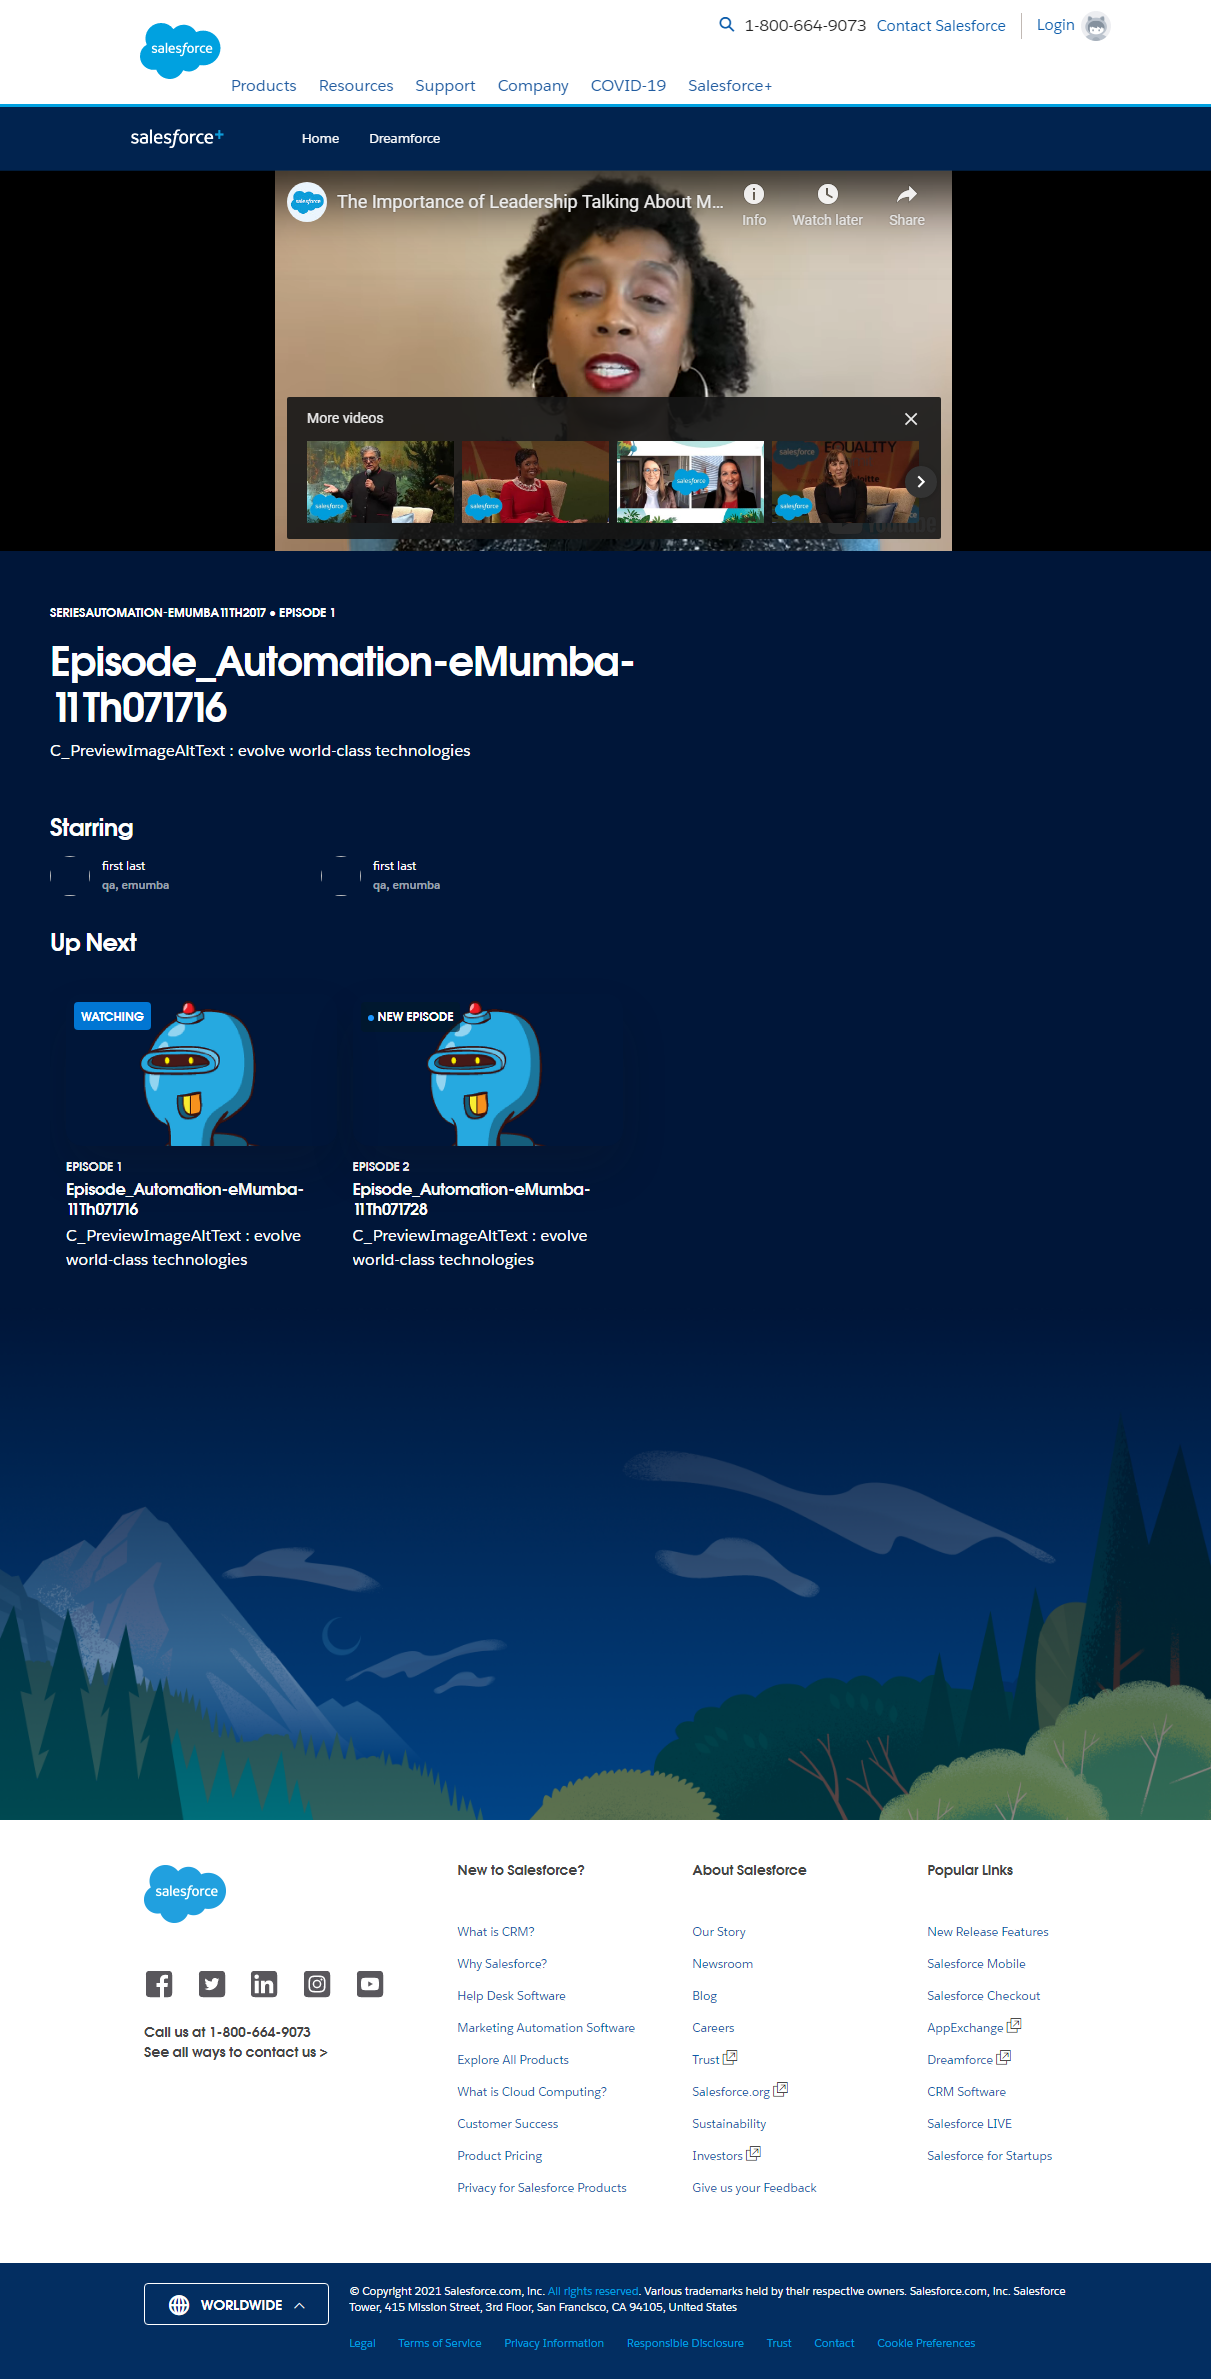 salesforce
1-800-664-9073 Contact Salesforce Login
Products Resources Support Company COVID-19 Salesforce+
salesforce+ Home Dreamforce
salesforce The Importance of Leadership Talking About M... Info Watch later Share
More videos
salesforce
salesforce
salesforce
salesforce EQUALITY
salesforce
SERIESAUTOMATION-EMUMBA11TH2017 • EPISODE 1
Episode_Automation-eMumba-
11Th071716
C_PreviewImageAltText : evolve world-class technologies
Starring
first last
qa, emumba
first last
qa, emumba
Up Next
WATCHING
EPISODE 1
Episode_Automation-eMumba-
11Th071716
C_PreviewImageAltText : evolve
world-class technologies
NEW EPISODE
EPISODE 2
Episode_Automation-eMumba-
11Th071728
C_PreviewImageAltText : evolve
world-class technologies
salesforce
Call us at 1-800-664-9073
See all ways to contact us >
New to Salesforce?
What is CRM?
Why Salesforce?
Help Desk Software
Marketing Automation Software
Explore All Products
What is Cloud Computing?
Customer Success
Product Pricing
Privacy for Salesforce Products
About Salesforce
Our Story
Newsroom
Blog
Careers
Trust
Salesforce.org
Sustainability
Investors
Give us your Feedback
Popular Links
New Release Features
Salesforce Mobile
Salesforce Checkout
AppExchange
Dreamforce
CRM Software
Salesforce LIVE
Salesforce for Startups
WORLDWIDE
© Copyright 2021 Salesforce.com, inc. All rights reserved. Various trademarks held by their respective owners. Salesforce.com, inc. Salesforce
Tower, 415 Mission Street, 3rd Floor, San Francisco, CA 94105, United States
Legal Terms of Service Privacy Information Responsible Disclosure Trust Contact Cookie Preferences